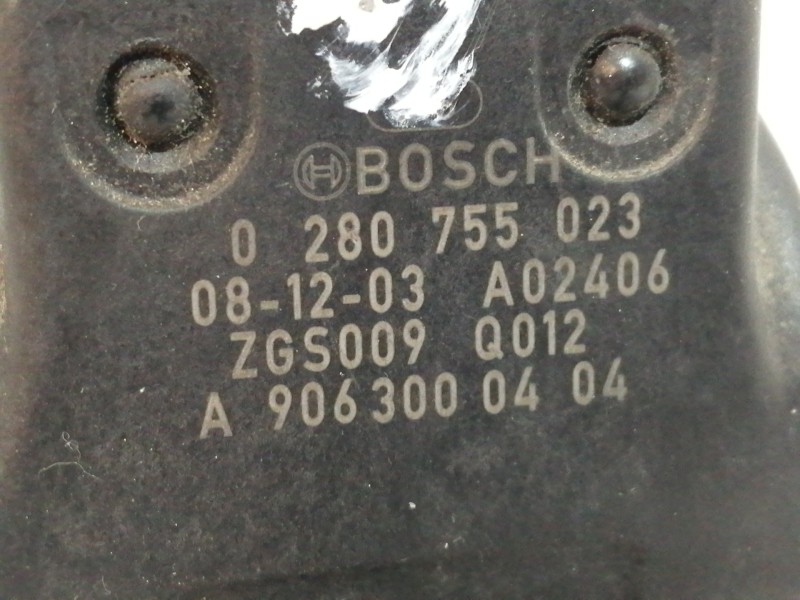 BOSCH
0 280 755 023
08-12-03 A02406
ZGS009 Q012
A 906 300 04 04